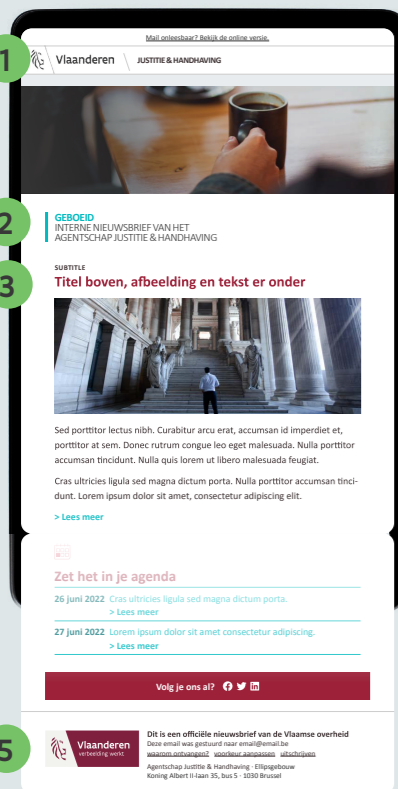 Mail onleesbaar? Bekijk de online versie.
1
Vlaanderen
JUSTITIE & HANDHAVING
2
GEBOEID
INTERNE NIEUWSBRIEF VAN HET
AGENTSCHAP JUSTITIE & HANDHAVING
3
SUBTITLE
Titel boven, afbeelding en tekst er onder
Sed porttitor lectus nibh. Curabitur arcu erat, accumsan id imperdiet et,
porttitor at sem. Donec rutrum congue leo eget malesuada. Nulla porttitor
accumsan tincidunt. Nulla quis lorem ut libero malesuada feugiat.
Cras ultricies ligula sed magna dictum porta. Nulla porttitor accumsan tinci-
dunt. Lorem ipsum dolor sit amet, consectetur adipiscing elit.
> Lees meer
Zet het in je agenda
26 juni 2022 Cras ultricies ligula sed magna dictum porta.
> Lees meer
27 juni 2022 Lorem ipsum dolor sit amet consectetur adipiscing.
> Lees meer
Volg je ons al?
5
Vlaanderen
verbeelding werkt
Dit is een officiële nieuwsbrief van de Vlaamse overheid
Deze email was gestuurd naar email@email.be
waarom ontvangen? voorkeur aanpassen uitschrijven
Agentschap Justitie & Handhaving - Ellipsgebouw
Koning Albert II-laan 35, bus 5 - 1030 Brussel